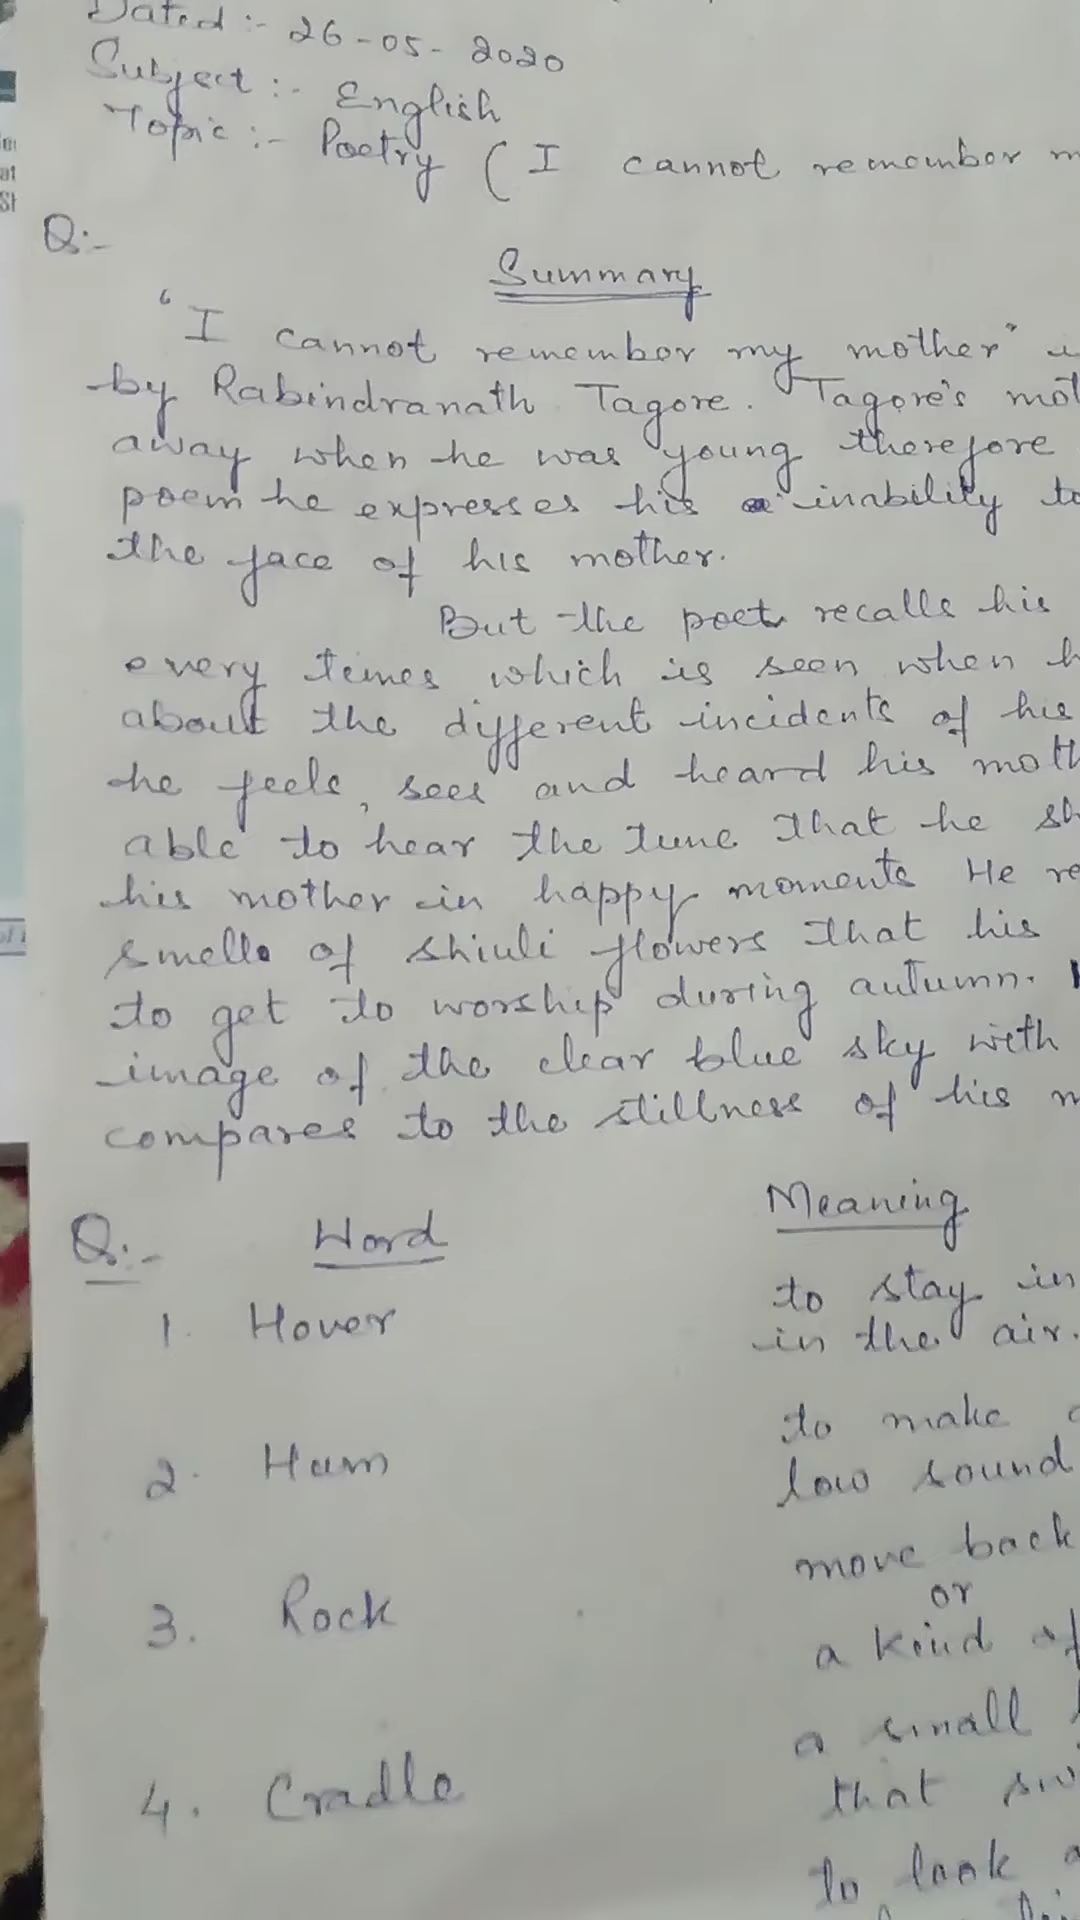 Dated :- 26-05-2020
Subject :- English
Topic :- Poetry ( I cannot remember
Q:-
Summary
"I cannot remember my mother"
by Rabindranath Tagore. Tagore's
away when he was young therefore
poem he expresses his inability to
the face of his mother.
But the poet recalls his
every times which is seen when
about the different incidents of his
he feels, sees and heard his
able to hear the tune that he
his mother in happy moments He
smells of shiuli flowers that his
to get to worship during autumn.
image of the clear blue sky with
compares to the stillness of his
Q:- Word Meaning
1. Hover to stay in
in the air.
2. Hum to make
low sound
3. Rock move back
or
a kind of
4. Cradle a small
that
to look